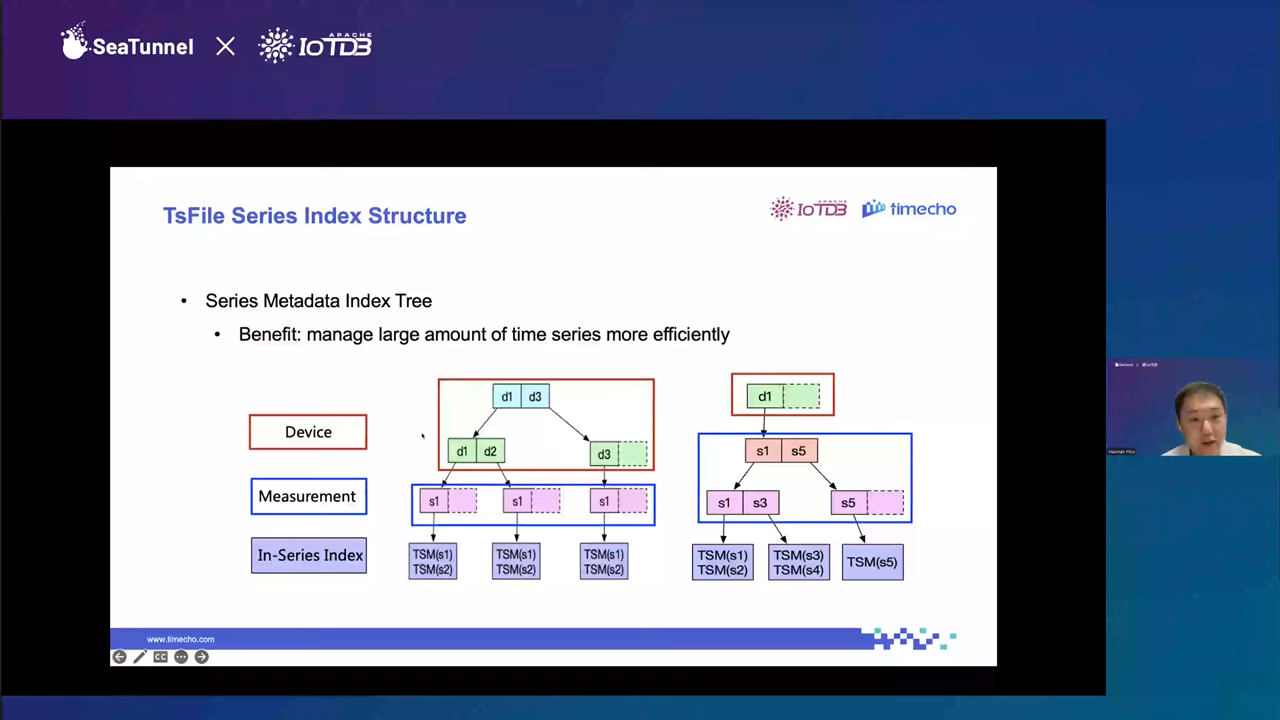 SeaTunnel X APACHE IOTDB
TsFile Series Index Structure
APACHE IOTDB timecho
• Series Metadata Index Tree
• Benefit: manage large amount of time series more efficiently
Device
d1 d3
d1
d1 d2
d3
s1 s5
Measurement
s1
s1
s1
s1 s3
s5
In-Series Index
TSM(s1)
TSM(s2)
TSM(s1)
TSM(s2)
TSM(s1)
TSM(s2)
TSM(s1)
TSM(s2)
TSM(s3)
TSM(s4)
TSM(s5)
www.timecho.com
CC